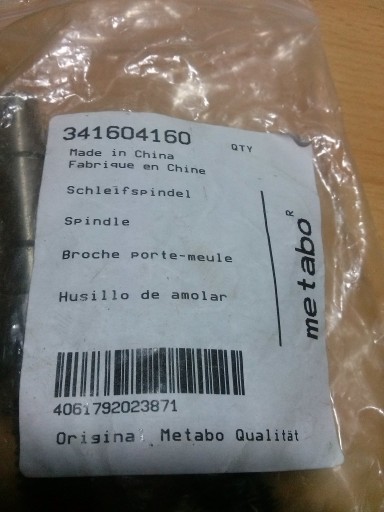 341604160 QTY
Made in China
Fabrique en Chine
Schleifspindel
Spindle
Broche porte-meule
Husillo de amolar
metabo R
4061792023871
Original Metabo Qualität